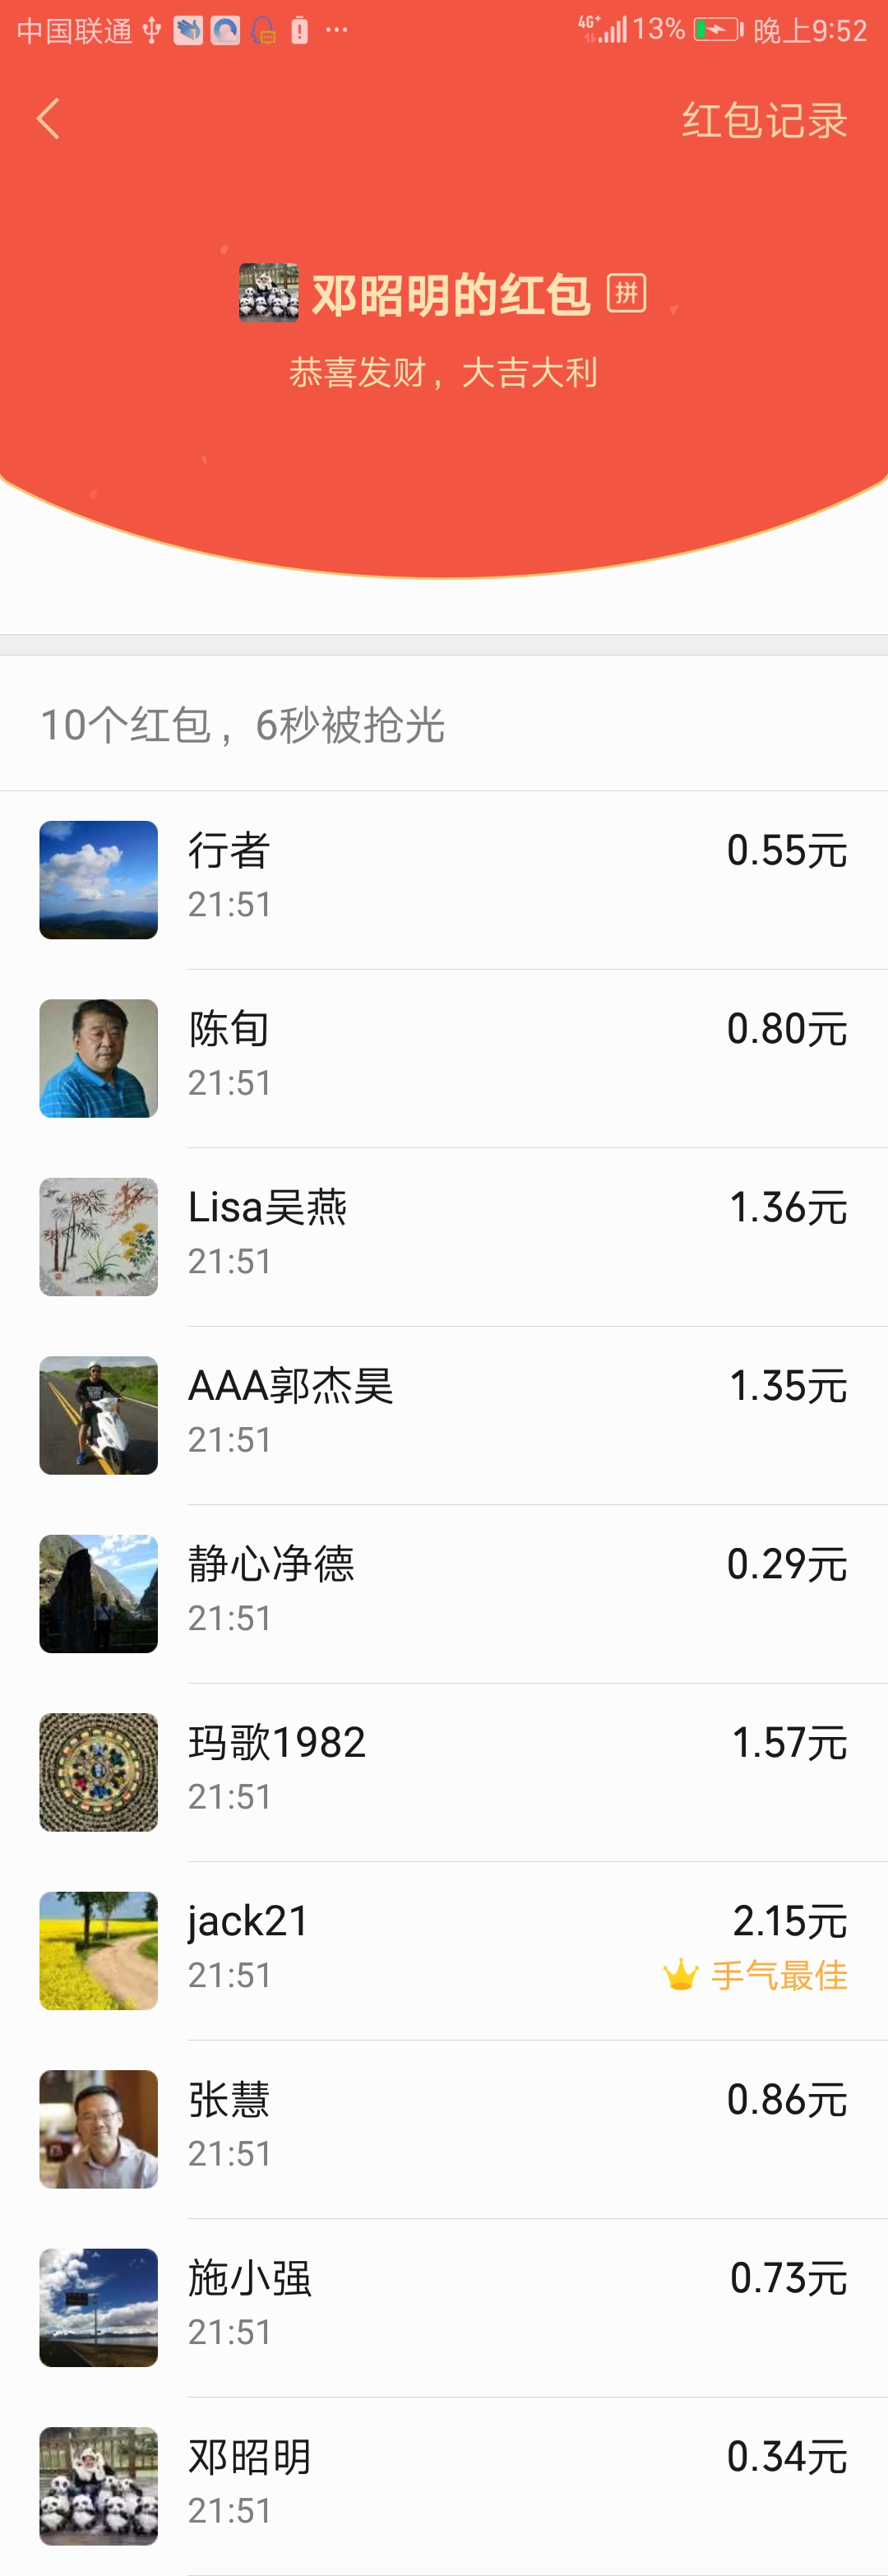 中国联通 ... 4G+ 13% 晚上9:52
红包记录
邓昭明的红包 拼
恭喜发财，大吉大利
10个红包，6秒被抢光
行者 0.55元
21:51
陈旬 0.80元
21:51
Lisa吴燕 1.36元
21:51
AAA郭杰昊 1.35元
21:51
静心净德 0.29元
21:51
玛歌1982 1.57元
21:51
jack21 2.15元
21:51 手气最佳
张慧 0.86元
21:51
施小强 0.73元
21:51
邓昭明 0.34元
21:51